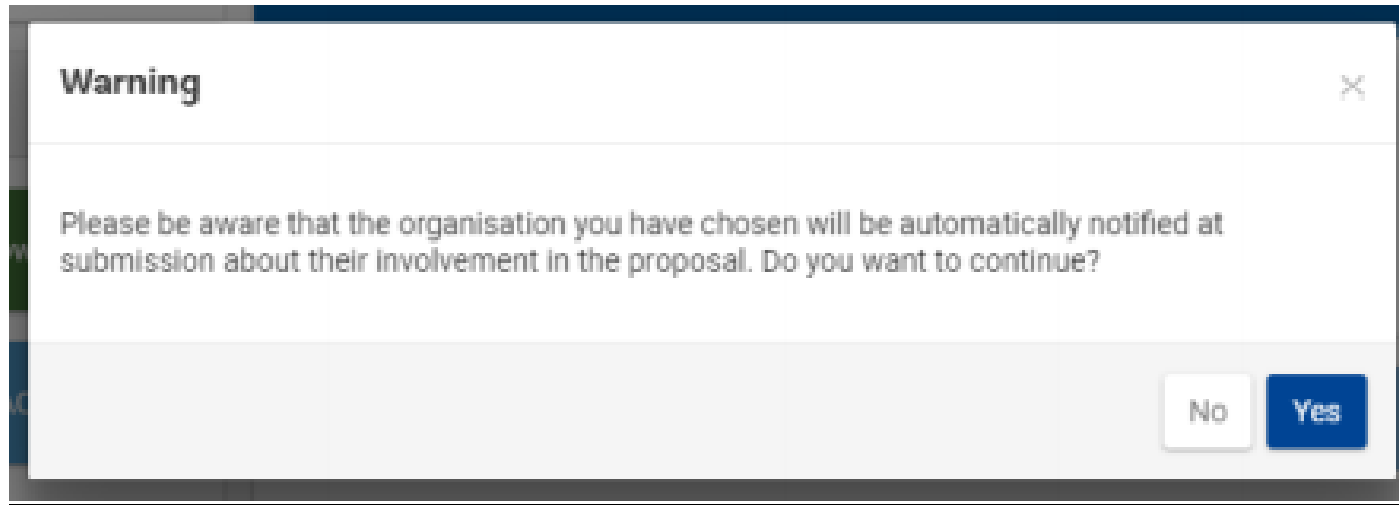 Warning
Please be aware that the organisation you have chosen will be automatically notified at
submission about their involvement in the proposal. Do you want to continue?
No
Yes